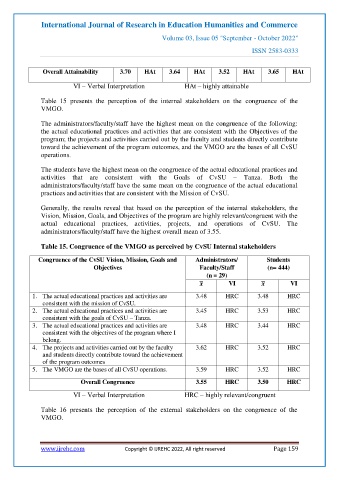 International Journal of Research in Education Humanities and Commerce
Volume 03, Issue 05 "September - October 2022"
ISSN 2583-0333
Overall Attainability 3.70 HAt 3.64 HAt 3.52 HAt 3.65 HAt
VI – Verbal Interpretation HAt – highly attainable
Table 15 presents the perception of the internal stakeholders on the congruence of the
VMGO.
The administrators/faculty/staff have the highest mean on the congruence of the following:
the actual educational practices and activities that are consistent with the Objectives of the
program; the projects and activities carried out by the faculty and students directly contribute
toward the achievement of the program outcomes, and the VMGO are the bases of all CvSU
operations.
The students have the highest mean on the congruence of the actual educational practices and
activities that are consistent with the Goals of CvSU – Tanza. Both the
administrators/faculty/staff have the same mean on the congruence of the actual educational
practices and activities that are consistent with the Mission of CvSU.
Generally, the results reveal that based on the perception of the internal stakeholders, the
Vision, Mission, Goals, and Objectives of the program are highly relevant/congruent with the
actual educational practices, activities, projects, and operations of CvSU. The
administrators/faculty/staff have the highest overall mean of 3.55.
Table 15. Congruence of the VMGO as perceived by CvSU Internal stakeholders
Congruence of the CvSU Vision, Mission, Goals and Administrators/ Students
Objectives Faculty/Staff (n= 444)
(n = 29)
x̄ VI x̄ VI
1. The actual educational practices and activities are 3.48 HRC 3.48 HRC
consistent with the mission of CvSU.
2. The actual educational practices and activities are 3.45 HRC 3.53 HRC
consistent with the goals of CvSU – Tanza.
3. The actual educational practices and activities are 3.48 HRC 3.44 HRC
consistent with the objectives of the program where I
belong.
4. The projects and activities carried out by the faculty 3.62 HRC 3.52 HRC
and students directly contribute toward the achievement
of the program outcomes
5. The VMGO are the bases of all CvSU operations. 3.59 HRC 3.52 HRC
Overall Congruence 3.55 HRC 3.50 HRC
VI – Verbal Interpretation HRC – highly relevant/congruent
Table 16 presents the perception of the external stakeholders on the congruence of the
VMGO.
www.ijrehc.com Copyright © IJREHC 2022, All right reserved Page 159